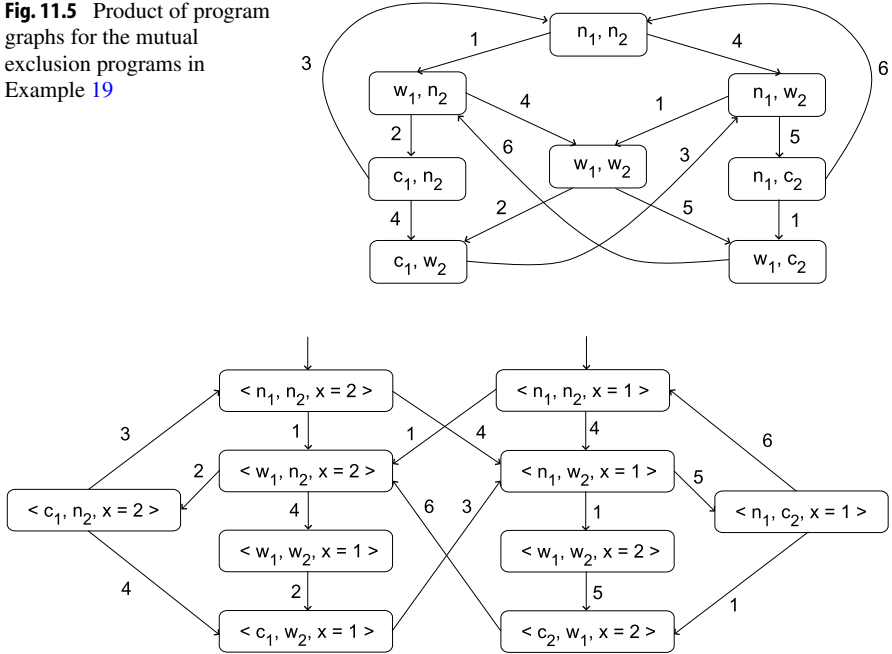 Fig. 11.5 Product of program
graphs for the mutual
exclusion programs in
Example 19
n1, n2
1
4
3
6
w1, n2
n1, w2
4
1
2
5
6
3
w1, w2
c1, n2
n1, c2
2
5
4
1
c1, w2
w1, c2
< n1, n2, x = 2 >
< n1, n2, x = 1 >
3
1
1
4
4
6
< w1, n2, x = 2 >
< n1, w2, x = 1 >
2
5
< c1, n2, x = 2 >
< n1, c2, x = 1 >
4
6
3
1
< w1, w2, x = 1 >
< w1, w2, x = 2 >
4
2
5
1
< c1, w2, x = 1 >
< c2, w1, x = 2 >